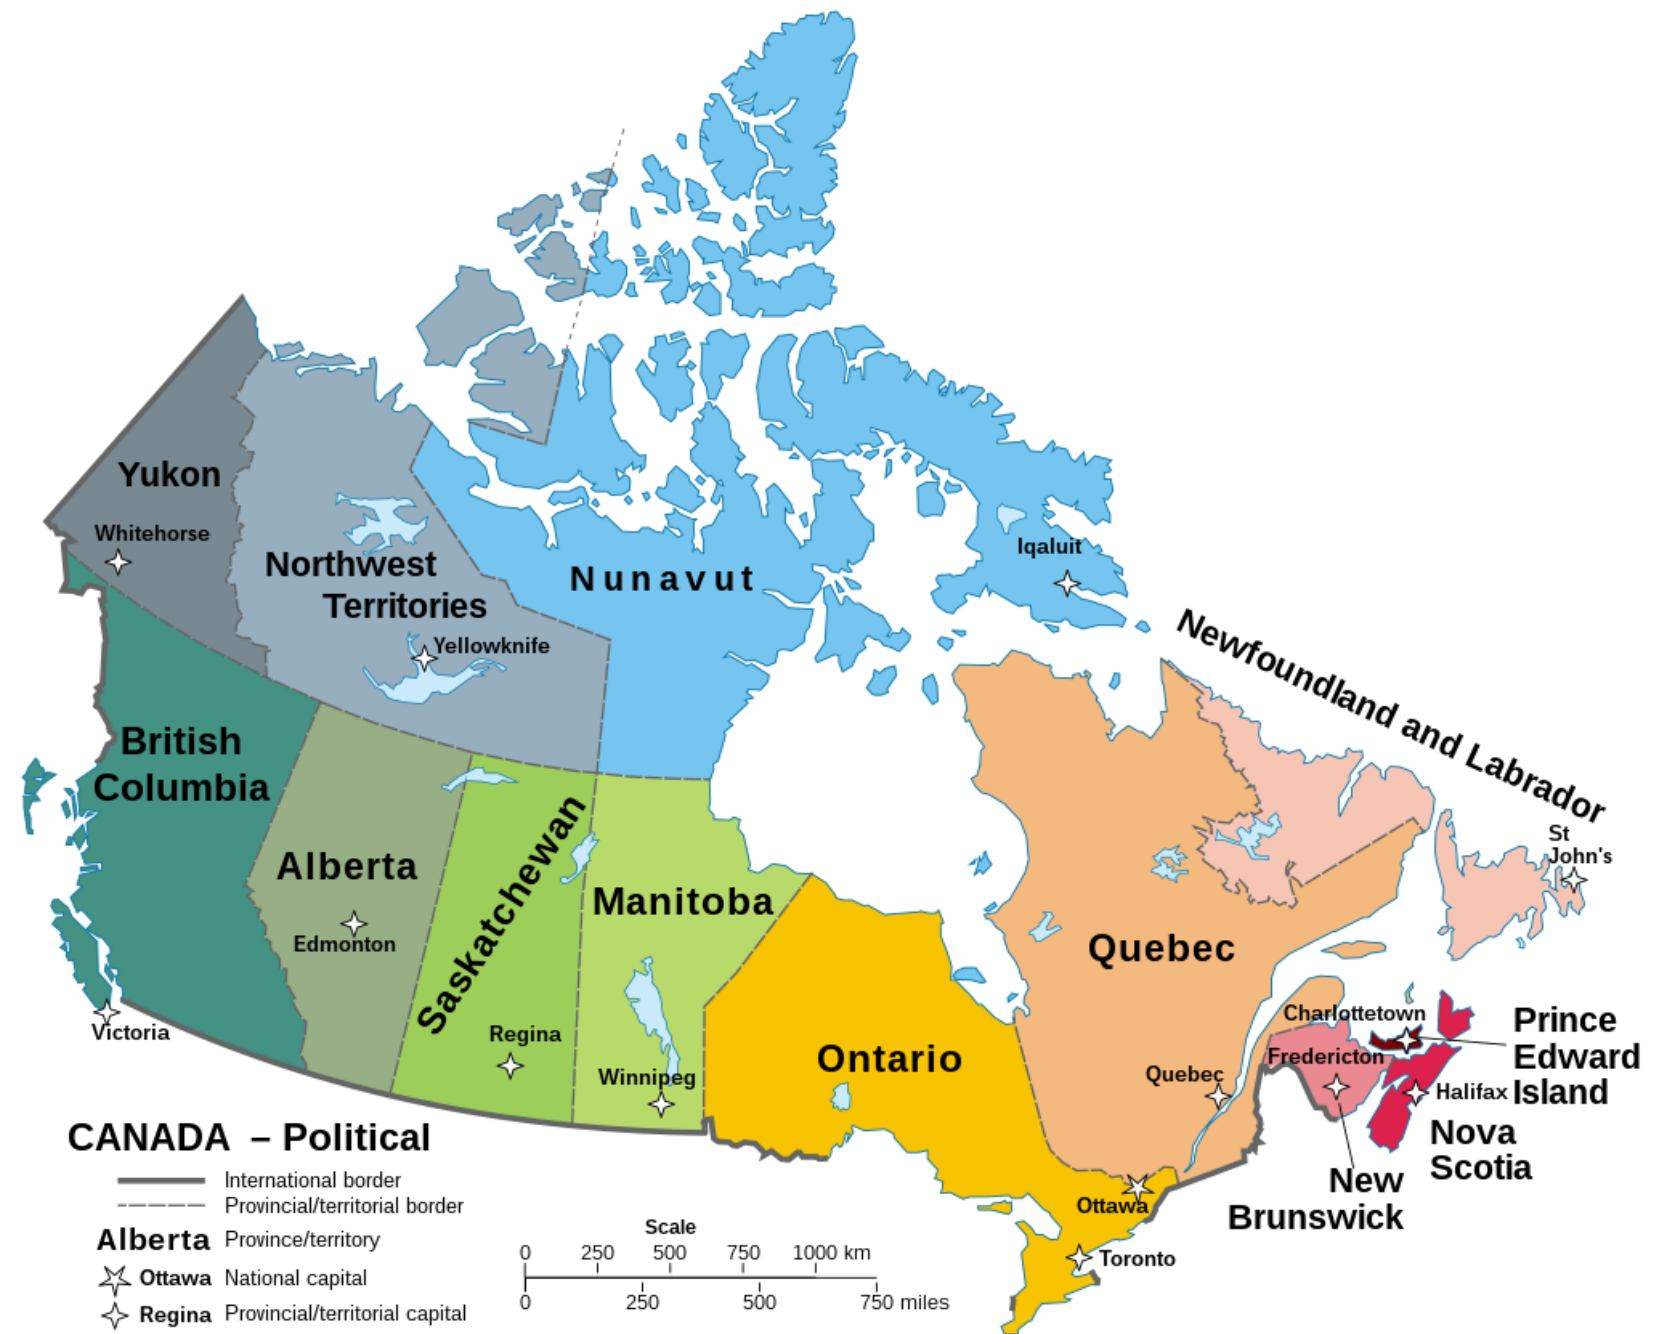 Yukon
Whitehorse
Northwest
Territories
Yellowknife
Nunavut
Iqaluit
Newfoundland and Labrador
St
John's
British
Columbia
Victoria
Alberta
Edmonton
Saskatchewan
Regina
Manitoba
Winnipeg
Ontario
Ottawa
Toronto
Quebec
Quebec
Charlottetown
Fredericton
Halifax
Prince
Edward
Island
Nova
Scotia
New
Brunswick
CANADA – Political
International border
Provincial/territorial border
Alberta Province/territory
Ottawa National capital
Regina Provincial/territorial capital
Scale
0 250 500 750 1000 km
0 250 500 750 miles